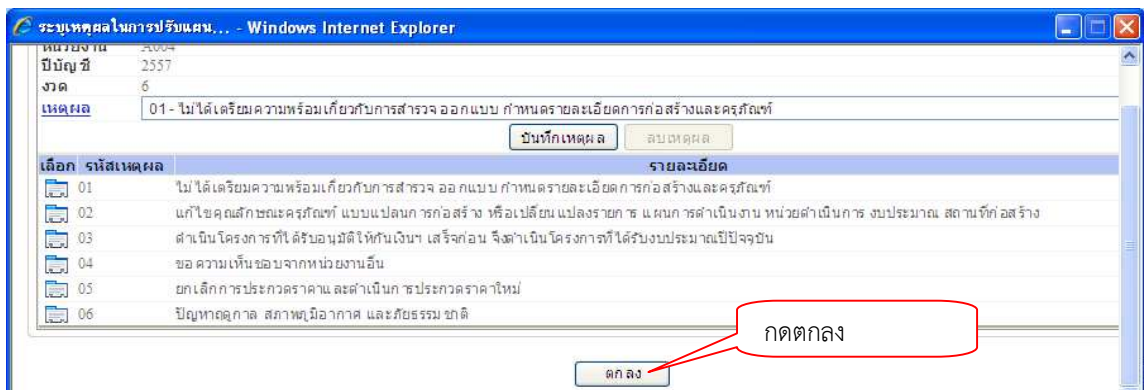 ระบุเหตุผลในการปรับแผน... - Windows Internet Explorer
หน่วยงาน A004
ปีบัญชี 2557
งวด 6
เหตุผล 01 - ไม่ได้เตรียมความพร้อมเกี่ยวกับการสำรวจ ออกแบบ กำหนดรายละเอียดการก่อสร้างและครุภัณฑ์
บันทึกเหตุผล ลบเหตุผล
เลือก รหัสเหตุผล รายละเอียด
01 ไม่ได้เตรียมความพร้อมเกี่ยวกับการสำรวจ ออกแบบ กำหนดรายละเอียดการก่อสร้างและครุภัณฑ์
02 แก้ไขคุณลักษณะครุภัณฑ์ แบบแปลนการก่อสร้าง หรือเปลี่ยนแปลงรายการ แผนการดำเนินงาน หน่วยดำเนินการ งบประมาณ สถานที่ก่อสร้าง
03 ดำเนินโครงการที่ได้รับอนุมัติให้กันเงินฯ เสร็จก่อน จึงดำเนินโครงการที่ได้รับงบประมาณปีปัจจุบัน
04 ขอความเห็นชอบจากหน่วยงานอื่น
05 ยกเลิกการประกวดราคาและดำเนินการประกวดราคาใหม่
06 ปัญหาฤดูกาล สภาพภูมิอากาศ และภัยธรรมชาติ
กดตกลง
ตกลง